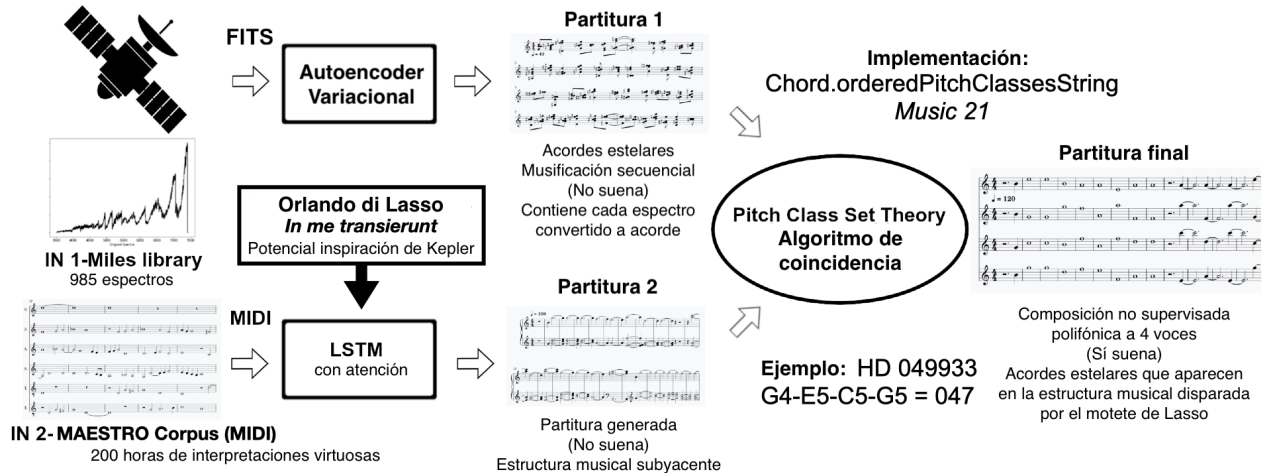 FITS
Autoencoder
Variacional
Partitura 1
Acordes estelares
Musificación secuencial
(No suena)
Contiene cada espectro
convertido a acorde
IN 1-Miles library
985 espectros
Orlando di Lasso
In me transierunt
Potencial inspiración de Kepler
MIDI
LSTM
con atención
IN 2- MAESTRO Corpus (MIDI)
200 horas de interpretaciones virtuosas
Partitura 2
Partitura generada
(No suena)
Estructura musical subyacente
Implementación:
Chord.orderedPitchClassesString
Music 21
Pitch Class Set Theory
Algoritmo de
coincidencia
Ejemplo: HD 049933
G4-E5-C5-G5 = 047
Partitura final
= 120
Composición no supervisada
polifónica a 4 voces
(Sí suena)
Acordes estelares que aparecen
en la estructura musical disparada
por el motete de Lasso